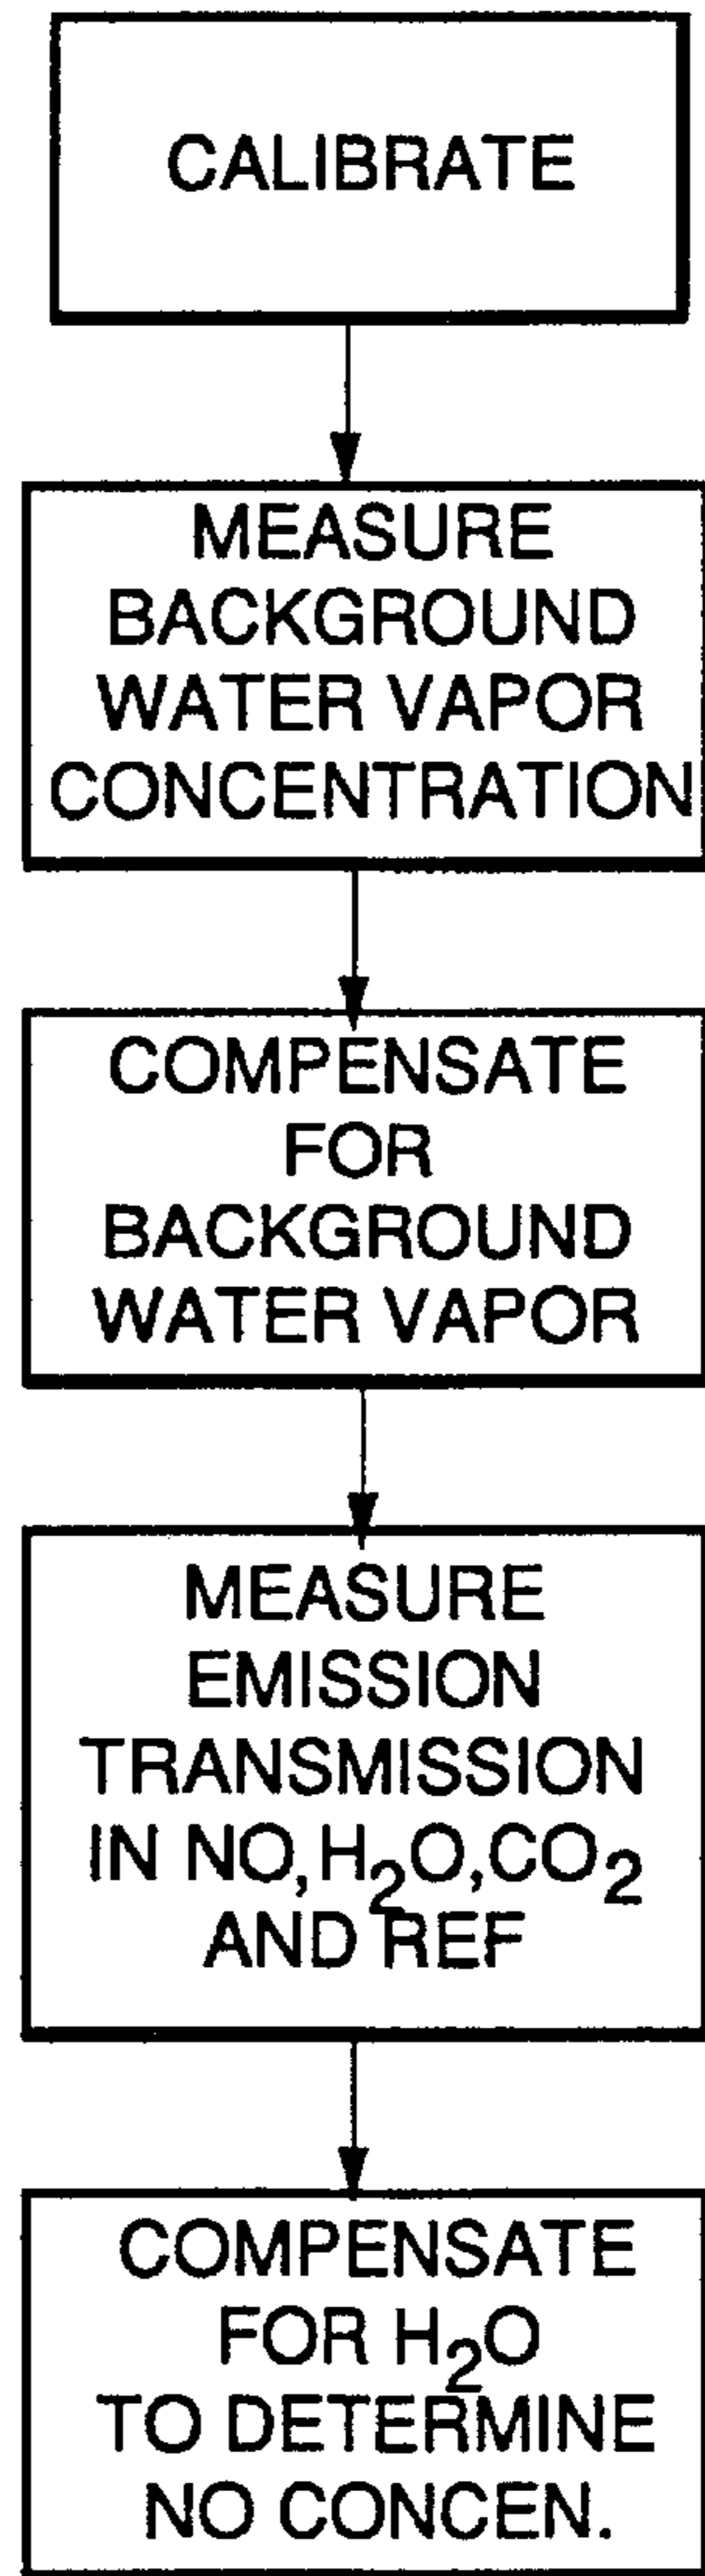 CALIBRATE
MEASURE
BACKGROUND
WATER VAPOR
CONCENTRATION
COMPENSATE
FOR
BACKGROUND
WATER VAPOR
MEASURE
EMISSION
TRANSMISSION
IN NO, H₂O, CO₂
AND REF
COMPENSATE
FOR H₂O
TO DETERMINE
NO CONCEN.